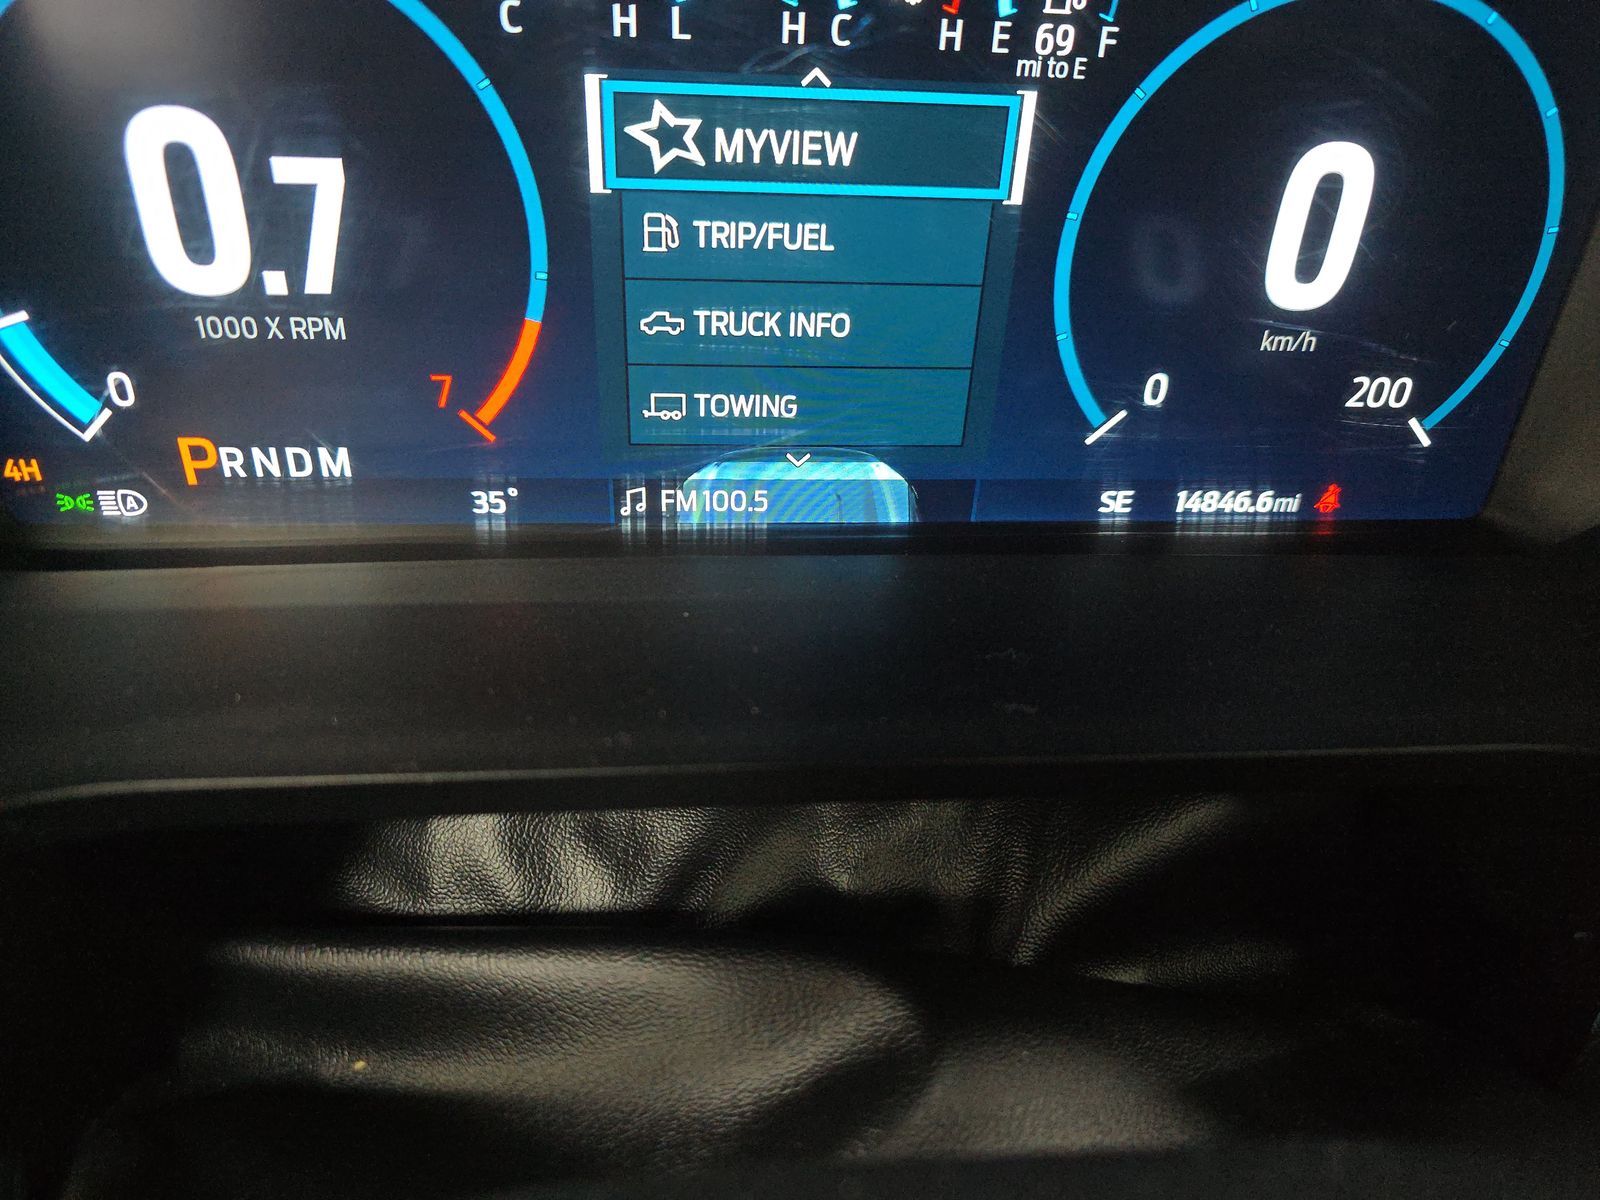 C H L H C H E 69 F
mi to E
MYVIEW
TRIP/FUEL
TRUCK INFO
TOWING
0.7
1000 X RPM
0
7
0
km/h
0
200
4H
PRNDM
A
35°
FM 100.5
SE
14846.6mi